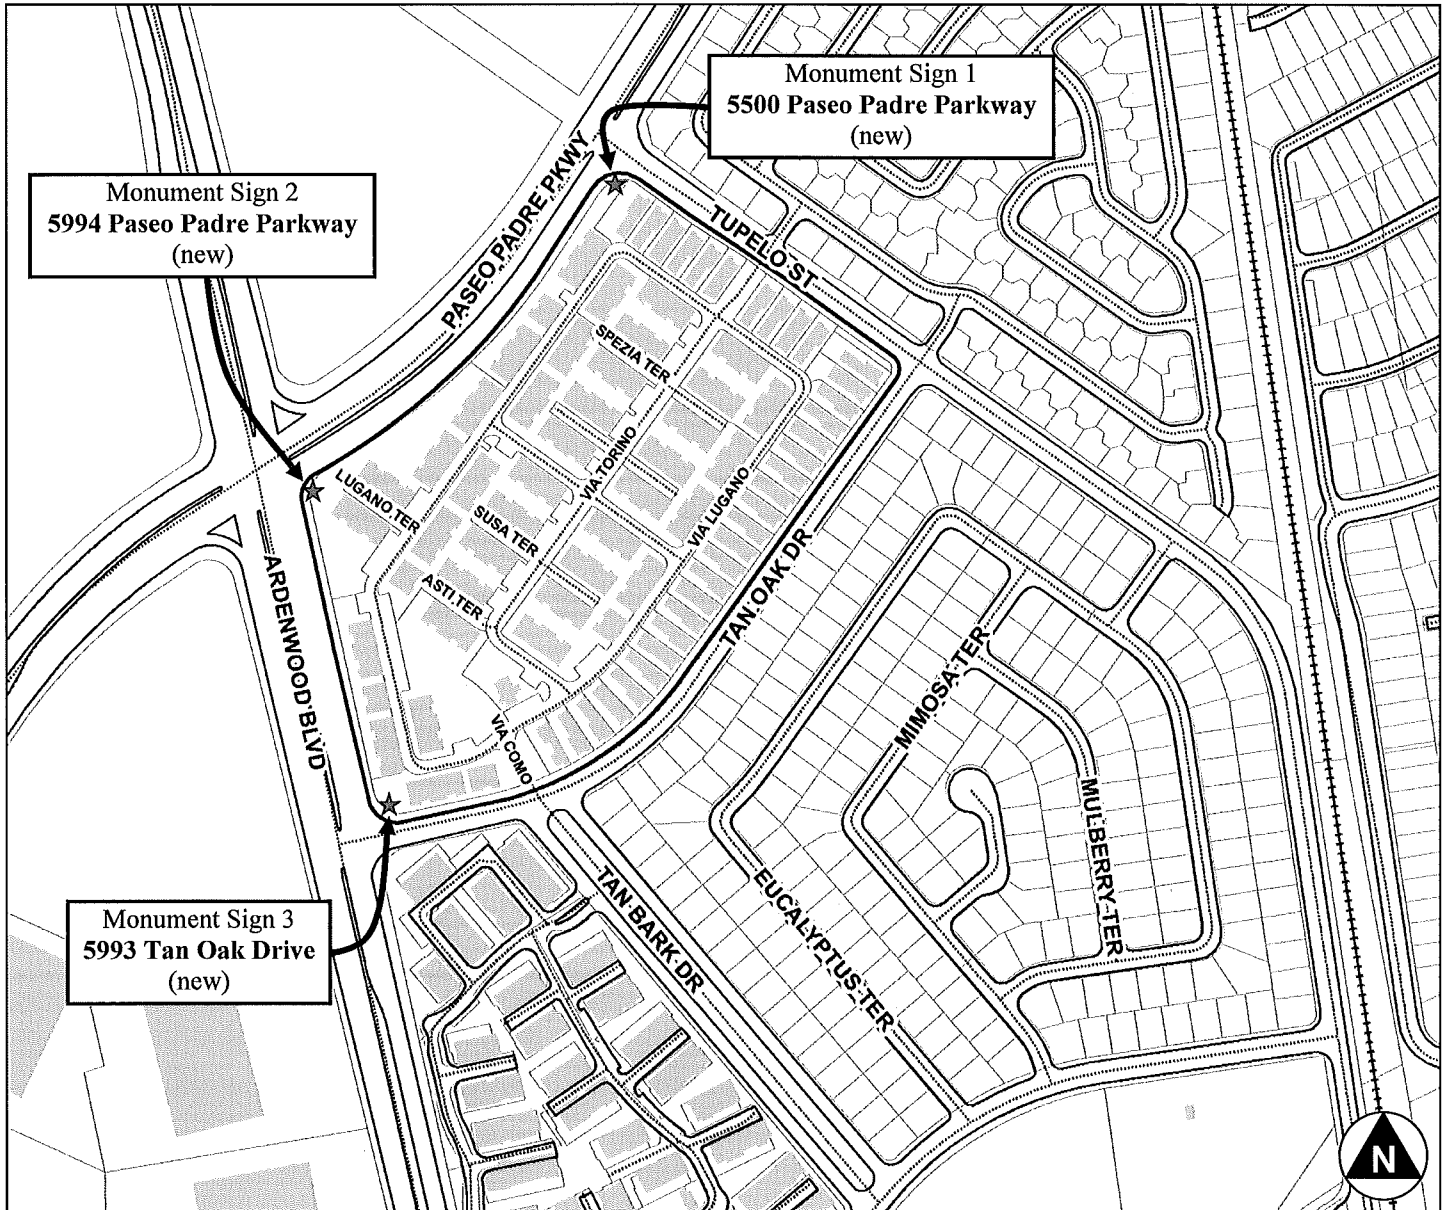 Monument Sign 1
5500 Paseo Padre Parkway
(new)
Monument Sign 2
5994 Paseo Padre Parkway
(new)
PASEO PADRE PKWY
TUPELO ST
SPEZIA TER
LUGANO TER
VIA TORINO
SUSA TER
VIA LUGANO
ASTI TER
TAN OAK DR
ARDENWOOD BLVD
VIA COMO
MIMOSA TER
MULBERRY TER
EUCALYPTUS TER
TAN BARK DR
Monument Sign 3
5993 Tan Oak Drive
(new)
N